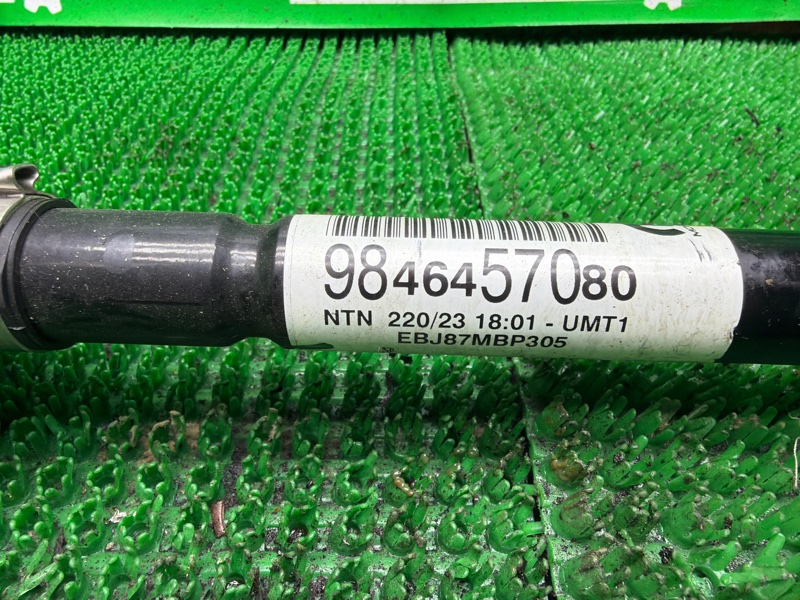 9846457080
NTN 220/23 18:01 - UMT1
EBJ87MBP305